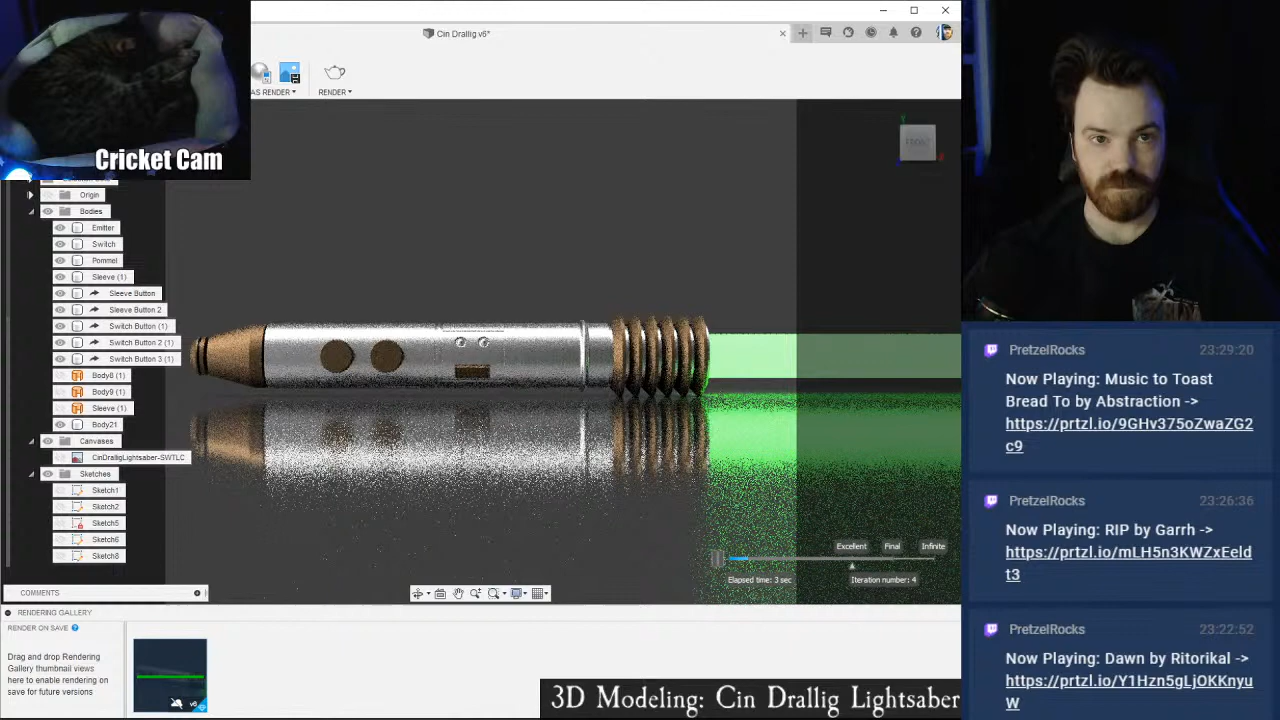 Cin Drallig v6*
AS RENDER
RENDER
Cricket Cam
Origin
Bodies
Emitter
Switch
Pommel
Sleeve (1)
Sleeve Button
Sleeve Button 2
Switch Button (1)
Switch Button 2 (1)
Switch Button 3 (1)
Body8 (1)
Body9 (1)
Sleeve (1)
Body21
Canvases
CinDralligLightsaber-SWTLC
Sketches
Sketch1
Sketch2
Sketch5
Sketch6
Sketch8
FRONT
Excellent Final Infinite
Elapsed time: 3 sec Iteration number: 4
COMMENTS
RENDERING GALLERY
RENDER ON SAVE
Drag and drop Rendering
Gallery thumbnail views
here to enable rendering on
save for future versions
v6
3D Modeling: Cin Drallig Lightsaber
PretzelRocks 23:29:20
Now Playing: Music to Toast
Bread To by Abstraction ->
https://prtzl.io/9GHv375oZwaZG2
c9
PretzelRocks 23:26:36
Now Playing: RIP by Garrh ->
https://prtzl.io/mLH5n3KWZxEeld
t3
PretzelRocks 23:22:52
Now Playing: Dawn by Ritorikal ->
https://prtzl.io/Y1Hzn5gLjOKKnyu
W